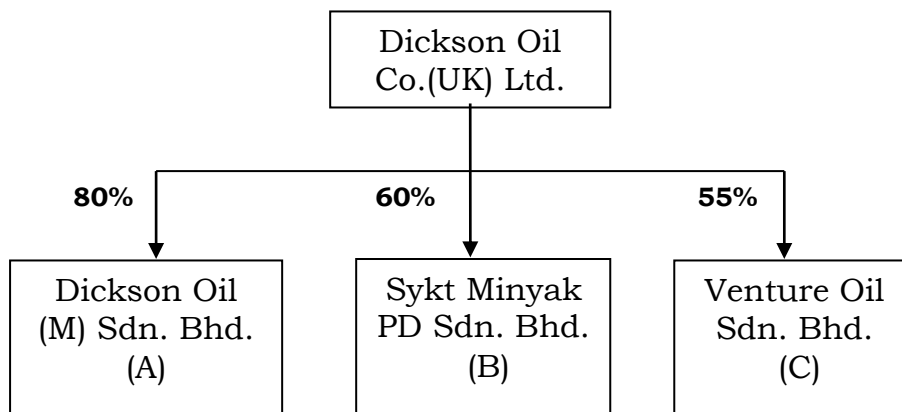 Dickson Oil
Co.(UK) Ltd.
80%
60%
55%
Dickson Oil
(M) Sdn. Bhd.
(A)
Sykt Minyak
PD Sdn. Bhd.
(B)
Venture Oil
Sdn. Bhd.
(C)